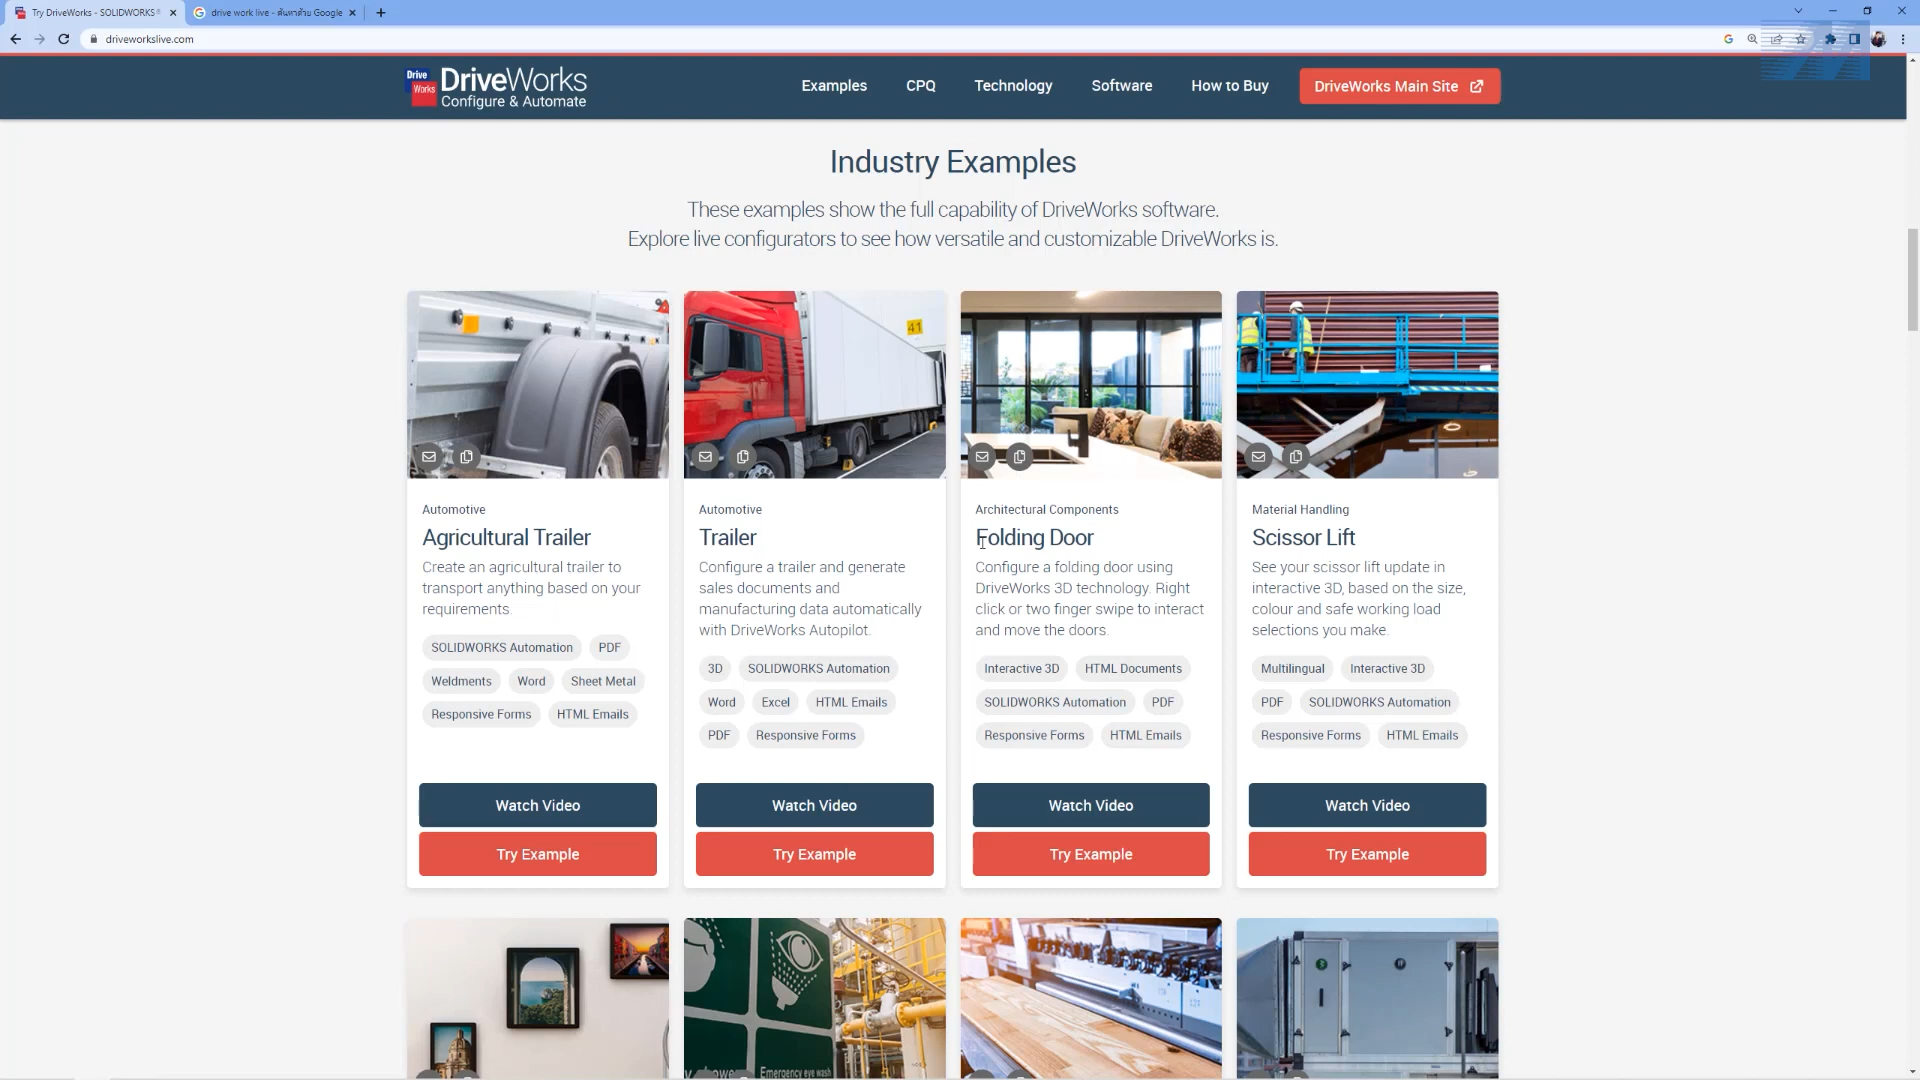 Try DriveWorks - SOLIDWORKS®
drive work live - ค้นหาด้วย Google
driveworkslive.com
Drive Works
DriveWorks
Configure & Automate
Examples
CPQ
Technology
Software
How to Buy
DriveWorks Main Site
Industry Examples
These examples show the full capability of DriveWorks software.
Explore live configurators to see how versatile and customizable DriveWorks is.
41
Automotive
Agricultural Trailer
Create an agricultural trailer to
transport anything based on your
requirements.
SOLIDWORKS Automation
PDF
Weldments
Word
Sheet Metal
Responsive Forms
HTML Emails
Watch Video
Try Example
Automotive
Trailer
Configure a trailer and generate
sales documents and
manufacturing data automatically
with DriveWorks Autopilot.
3D
SOLIDWORKS Automation
Word
Excel
HTML Emails
PDF
Responsive Forms
Watch Video
Try Example
Architectural Components
Folding Door
Configure a folding door using
DriveWorks 3D technology. Right
click or two finger swipe to interact
and move the doors.
Interactive 3D
HTML Documents
SOLIDWORKS Automation
PDF
Responsive Forms
HTML Emails
Watch Video
Try Example
Material Handling
Scissor Lift
See your scissor lift update in
interactive 3D, based on the size,
colour and safe working load
selections you make.
Multilingual
Interactive 3D
PDF
SOLIDWORKS Automation
Responsive Forms
HTML Emails
Watch Video
Try Example
Emergency eye wash